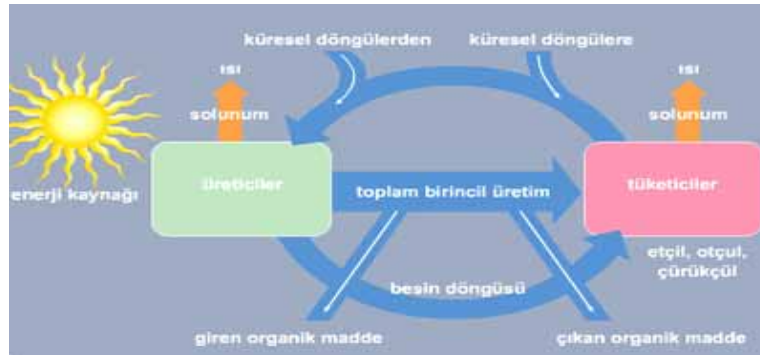 küresel döngülerden
küresel döngülere
ısı
ısı
solunum
solunum
enerji kaynağı
üreticiler
toplam birincil üretim
tüketiciler
etçil, otçul,
çürükçül
besin döngüsü
giren organik madde
çıkan organik madde